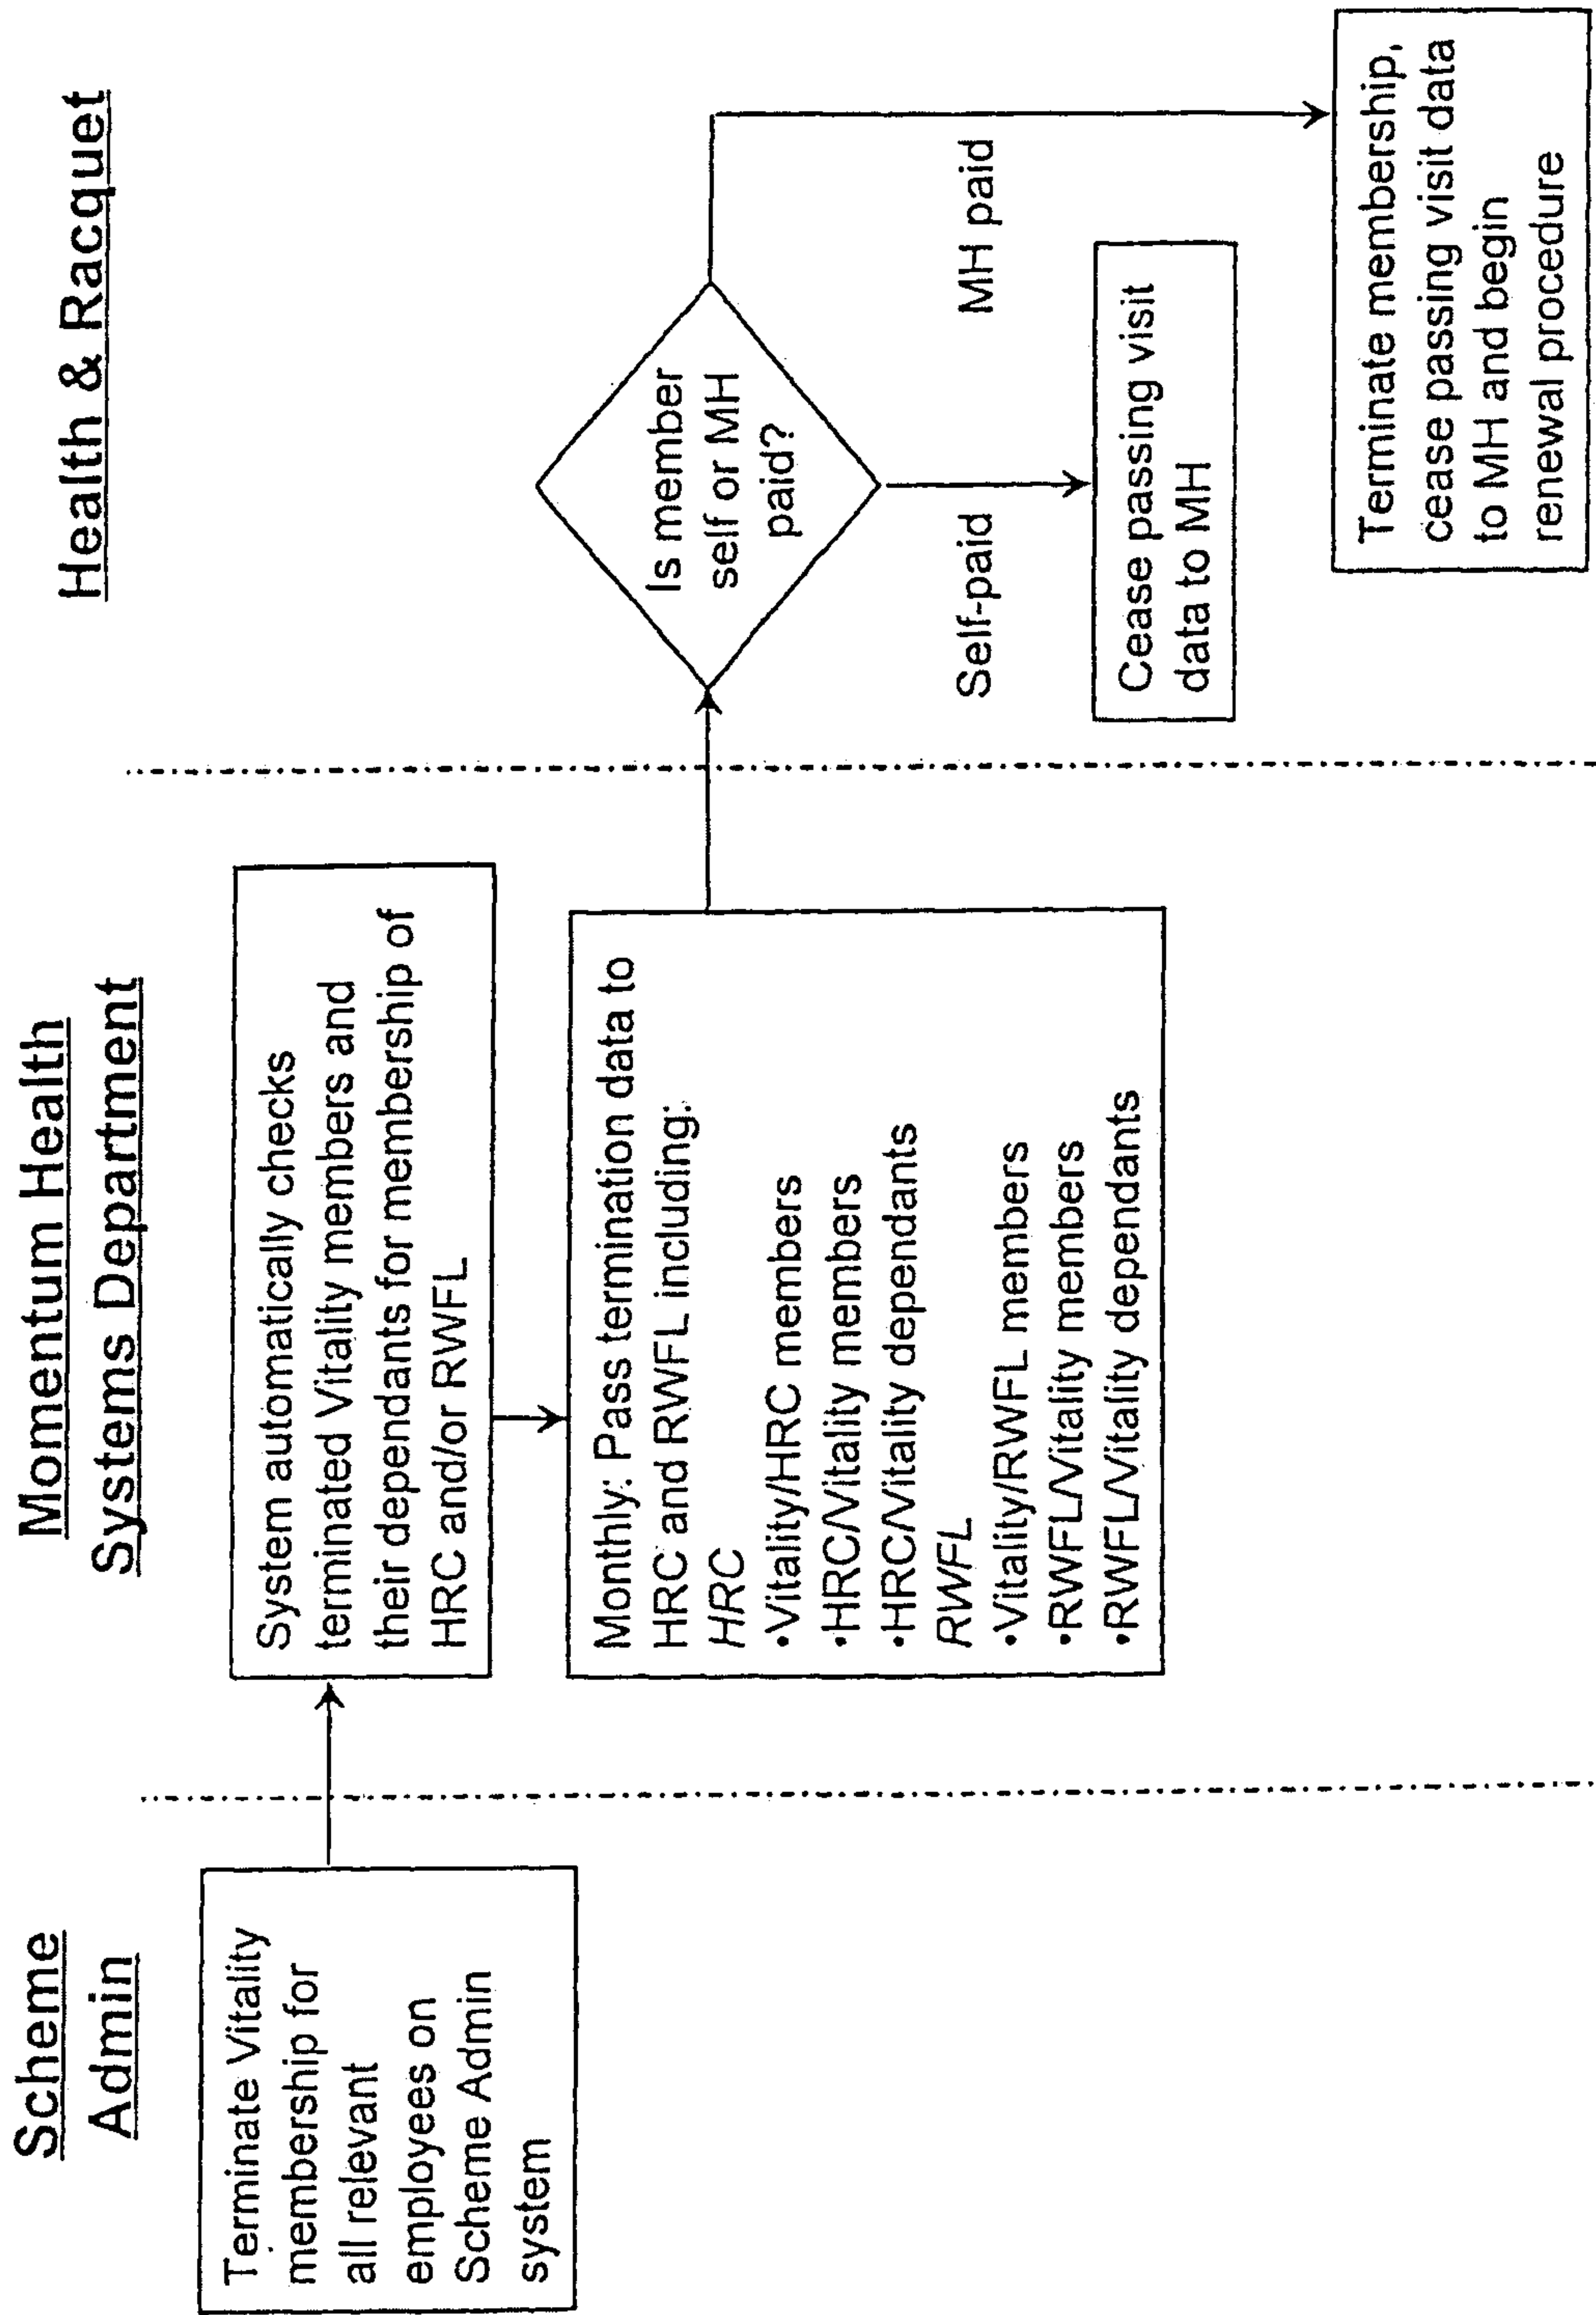 Scheme
Admin
Terminate Vitality
membership for
all relevant
employees on
Scheme Admin
system
Momentum Health
Systems Department
System automatically checks
terminated Vitality members and
their dependants for membership of
HRC and/or RWFL
Monthly: Pass termination data to
HRC and RWFL including:
HRC
•Vitality/HRC members
•HRC/Vitality members
•HRC/Vitality dependants
RWFL
•Vitality/RWFL members
•RWFL/Vitality members
•RWFL/Vitality dependants
Health & Racquet
Is member
self or MH
paid?
Self-paid
MH paid
Cease passing visit
data to MH
Terminate membership,
cease passing visit data
to MH and begin
renewal procedure